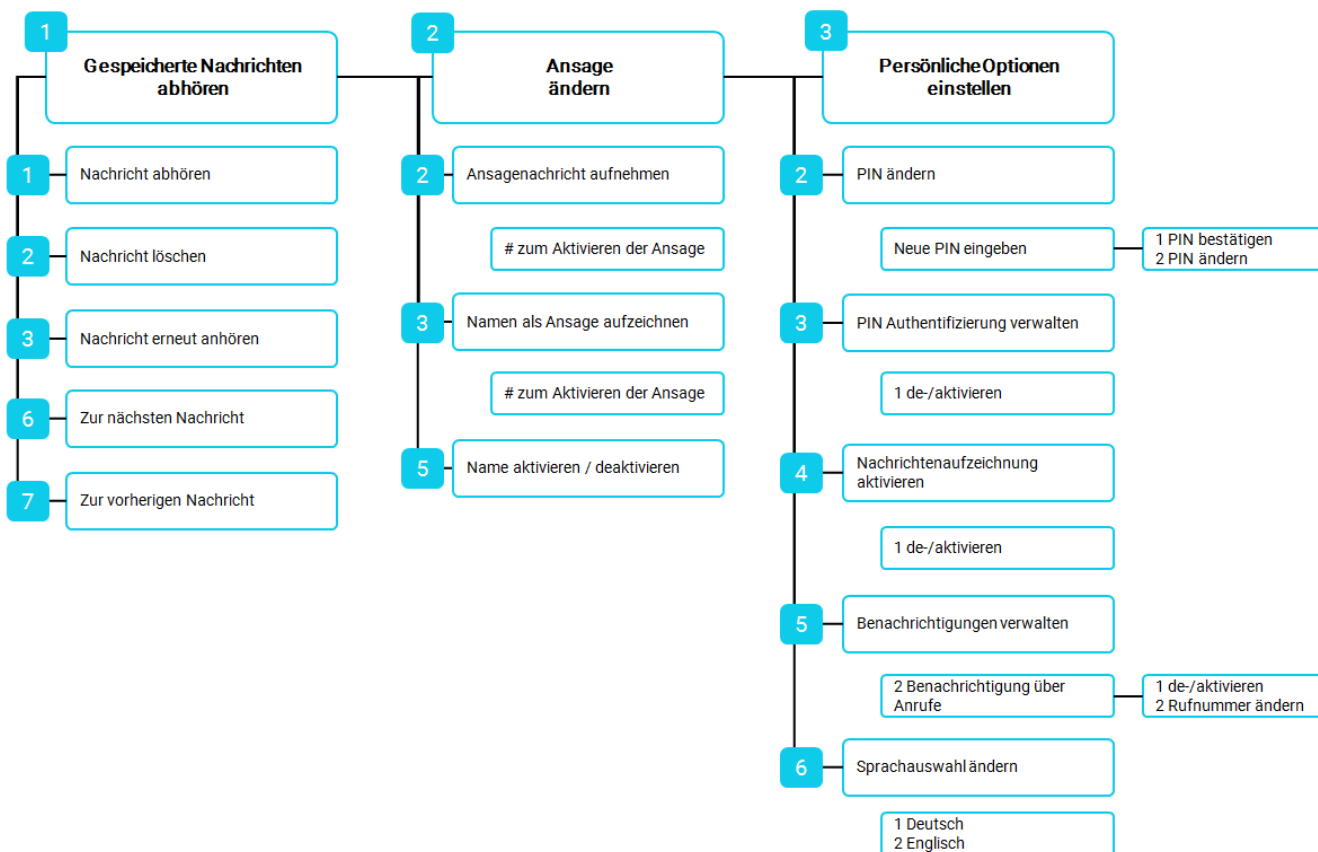 1
Gespeicherte Nachrichten
abhören
1
Nachricht abhören
2
Nachricht löschen
3
Nachricht erneut anhören
6
Zur nächsten Nachricht
7
Zur vorherigen Nachricht
2
Ansage
ändern
2
Ansagenachricht aufnehmen
# zum Aktivieren der Ansage
3
Namen als Ansage aufzeichnen
# zum Aktivieren der Ansage
5
Name aktivieren / deaktivieren
3
Persönliche Optionen
einstellen
2
PIN ändern
Neue PIN eingeben
1 PIN bestätigen
2 PIN ändern
3
PIN Authentifizierung verwalten
1 de-/aktivieren
4
Nachrichtenaufzeichnung
aktivieren
1 de-/aktivieren
5
Benachrichtigungen verwalten
2 Benachrichtigung über
Anrufe
1 de-/aktivieren
2 Rufnummer ändern
6
Sprachauswahl ändern
1 Deutsch
2 Englisch